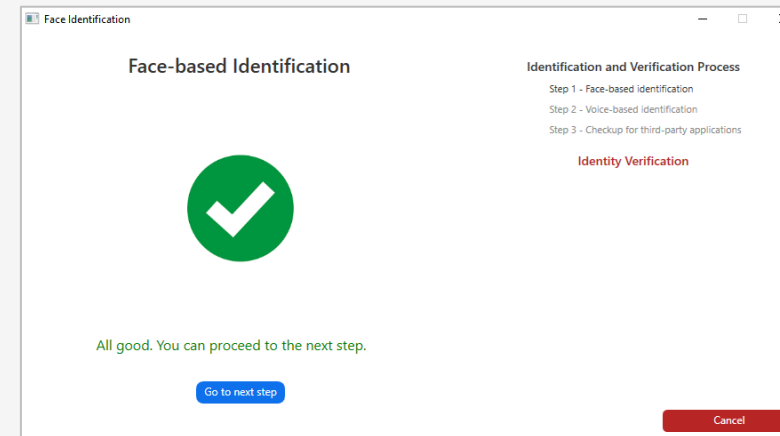 Face Identification
Face-based Identification
All good. You can proceed to the next step.
Go to next step
Identification and Verification Process
Step 1 - Face-based identification
Step 2 - Voice-based identification
Step 3 - Checkup for third-party applications
Identity Verification
Cancel